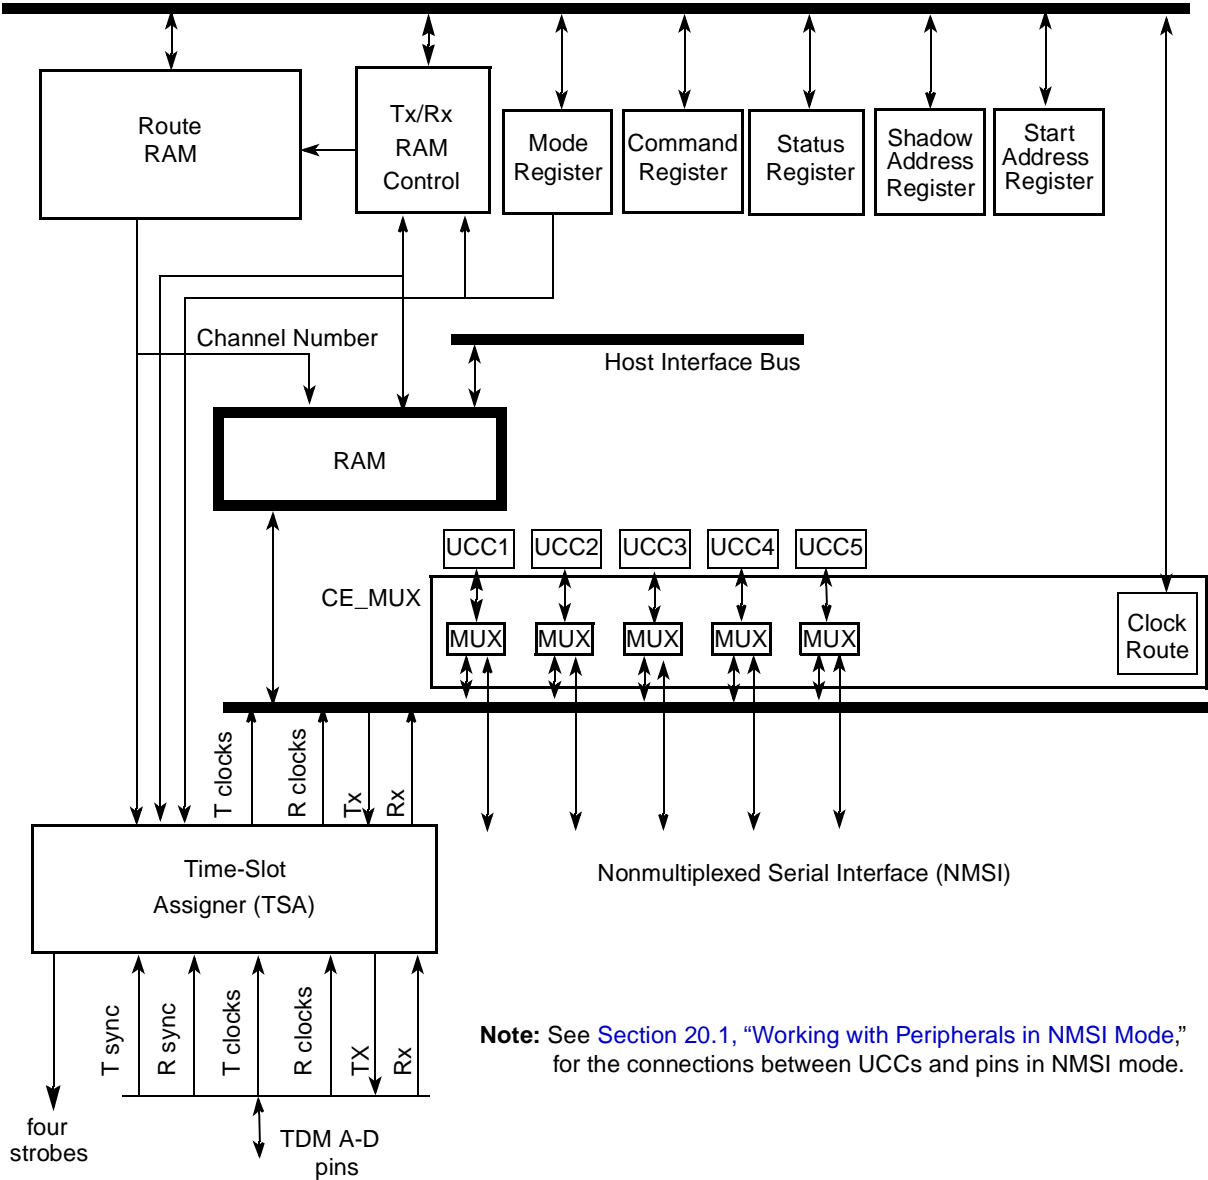 Route
RAM
Tx/Rx
RAM
Control
Mode
Register
Command
Register
Status
Register
Shadow
Address
Register
Start
Address
Register
Channel Number
Host Interface Bus
RAM
UCC1
UCC2
UCC3
UCC4
UCC5
CE_MUX
MUX
MUX
MUX
MUX
MUX
Clock
Route
T clocks
R clocks
Tx
Rx
Time-Slot
Assigner (TSA)
Nonmultiplexed Serial Interface (NMSI)
T sync
R sync
T clocks
R clocks
TX
Rx
Note: See Section 20.1, “Working with Peripherals in NMSI Mode,”
for the connections between UCCs and pins in NMSI mode.
four
strobes
TDM A-D
pins